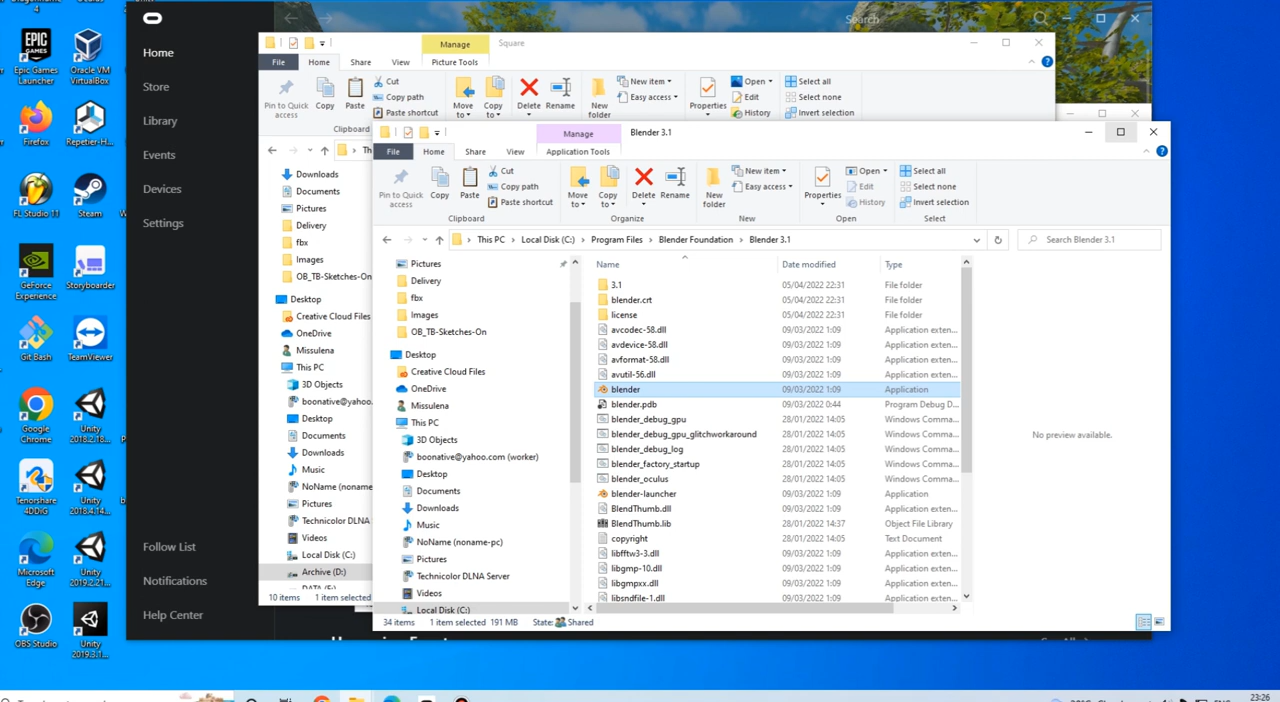 4
Epic Games
Launcher
Oracle VM
VirtualBox
Firefox
Repetier-H...
FL Studio 11
Steam
GeForce
Experience
Storyboarder
Git Bash
TeamViewer
Google
Chrome
Unity
2018.2.18...
Tenorshare
4DDiG
Unity
2018.4.14...
Microsoft
Edge
Unity
2019.2.21...
OBS Studio
Unity
2019.3.1...
Home
Store
Library
Events
Devices
Settings
Follow List
Notifications
Help Center
Search
Manage
Square
File
Home
Share
View
Picture Tools
Pin to Quick
access
Copy
Paste
Cut
Copy path
Paste shortcut
Move
to
Copy
to
Delete
Rename
New
folder
New item
Easy access
Properties
Open
Edit
History
Select all
Select none
Invert selection
Clipboard
Th
Downloads
Documents
Pictures
Delivery
fbx
Images
OB_TB-Sketches-On
Desktop
Creative Cloud Files
OneDrive
Missulena
This PC
3D Objects
boonative@yahoo.
Desktop
Documents
Downloads
Music
NoName (noname
Pictures
Technicolor DLNA
Videos
Local Disk (C:)
Archive (D:)
10 items 1 item selected
Manage
Blender 3.1
File
Home
Share
View
Application Tools
Pin to Quick
access
Copy
Paste
Cut
Copy path
Paste shortcut
Move
to
Copy
to
Delete
Rename
New
folder
New item
Easy access
Properties
Open
Edit
History
Select all
Select none
Invert selection
Clipboard
Organize
New
Open
Select
This PC > Local Disk (C:) > Program Files > Blender Foundation > Blender 3.1
Search Blender 3.1
Pictures
Delivery
fbx
Images
OB_TB-Sketches-On
Desktop
Creative Cloud Files
OneDrive
Missulena
This PC
3D Objects
boonative@yahoo.com (worker)
Desktop
Documents
Downloads
Music
NoName (noname-pc)
Pictures
Technicolor DLNA Server
Videos
Local Disk (C:)
Name Date modified Type
3.1 05/04/2022 22:31 File folder
blender.crt 05/04/2022 22:31 File folder
license 05/04/2022 22:31 File folder
avcodec-58.dll 09/03/2022 1:09 Application exten...
avdevice-58.dll 09/03/2022 1:09 Application exten...
avformat-58.dll 09/03/2022 1:09 Application exten...
avutil-56.dll 09/03/2022 1:09 Application exten...
blender 09/03/2022 1:09 Application
blender.pdb 09/03/2022 0:44 Program Debug D...
blender_debug_gpu 28/01/2022 14:05 Windows Comma...
blender_debug_gpu_glitchworkaround 28/01/2022 14:05 Windows Comma...
blender_debug_log 28/01/2022 14:05 Windows Comma...
blender_factory_startup 28/01/2022 14:05 Windows Comma...
blender_oculus 28/01/2022 14:05 Windows Comma...
blender-launcher 09/03/2022 1:09 Application
BlendThumb.dll 09/03/2022 1:09 Application exten...
BlendThumb.lib 28/01/2022 14:37 Object File Library
copyright 28/01/2022 14:05 Text Document
libfftw3-3.dll 09/03/2022 1:09 Application exten...
libgmp-10.dll 09/03/2022 1:09 Application exten...
libgmpxx.dll 09/03/2022 1:09 Application exten...
libsndfile-1.dll 09/03/2022 1:09 Application exten...
No preview available.
34 items 1 item selected 191 MB State: Shared
23:26